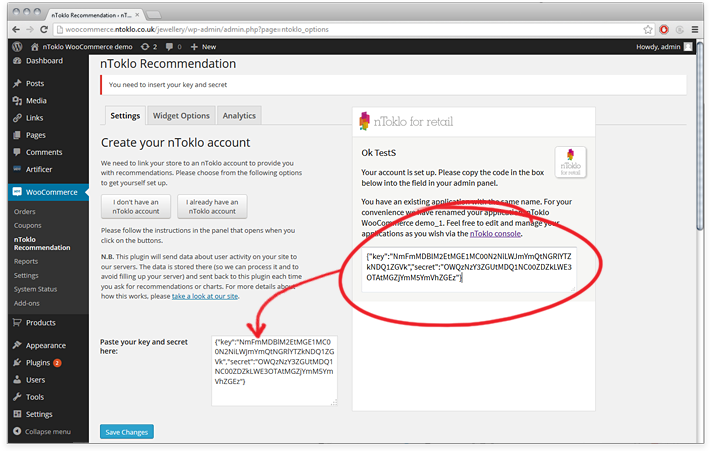 nToklo Recommendation ‹ nT...
woocommerce.ntoklo.co.uk/jewellery/wp-admin/admin.php?page=ntoklo_options
nToklo WooCommerce demo 2 0 + New
Howdy, admin
Dashboard
Posts
Media
Links
Pages
Comments
Artificer
WooCommerce
Orders
Coupons
nToklo
Recommendation
Reports
Settings
System Status
Add-ons
Products
Appearance
Plugins 2
Users
Tools
Settings
Collapse menu
nToklo Recommendation
You need to insert your key and secret
Settings Widget Options Analytics
Create your nToklo account
We need to link your store to an nToklo account to provide you
with recommendations. Please choose from the following options
to get yourself set up.
I don't have an
nToklo account
I already have an
nToklo account
Please follow the instructions in the panel that opens when you
click on the buttons.
N.B. This plugin will send data about user activity on your site to
our servers. The data is stored there (so we can process it and to
avoid filling up your server) and sent back to this plugin each time
you ask for recommendations or charts. For more details about
how this works, please take a look at our site.
Paste your key and secret
here:
{"key":"NmFmMDBlM2EtMGE1MC0
0N2NiLWJmYmQtNGRlYTZkNDQ1ZG
Vk","secret":"OWQzNzY3ZGUtMDQ1
NC00ZDZkLWE3OTAtMGZjYmM5Ym
VhZGEz"}
Save Changes
nToklo for retail
Ok TestS
nToklo
for retail
Your account is set up. Please copy the code in the box
below into the field in your admin panel.
You have an existing application with the same name. For your
convenience we have renamed your application nToklo
WooCommerce demo_1. Feel free to edit and manage your
applications as you wish via the nToklo console.
{"key":"NmFmMDBlM2EtMGE1MC00N2NiLWJmYmQtNGRlYTZ
kNDQ1ZGVk","secret":"OWQzNzY3ZGUtMDQ1NC00ZDZkLWE3
OTAtMGZjYmM5YmVhZGEz"}